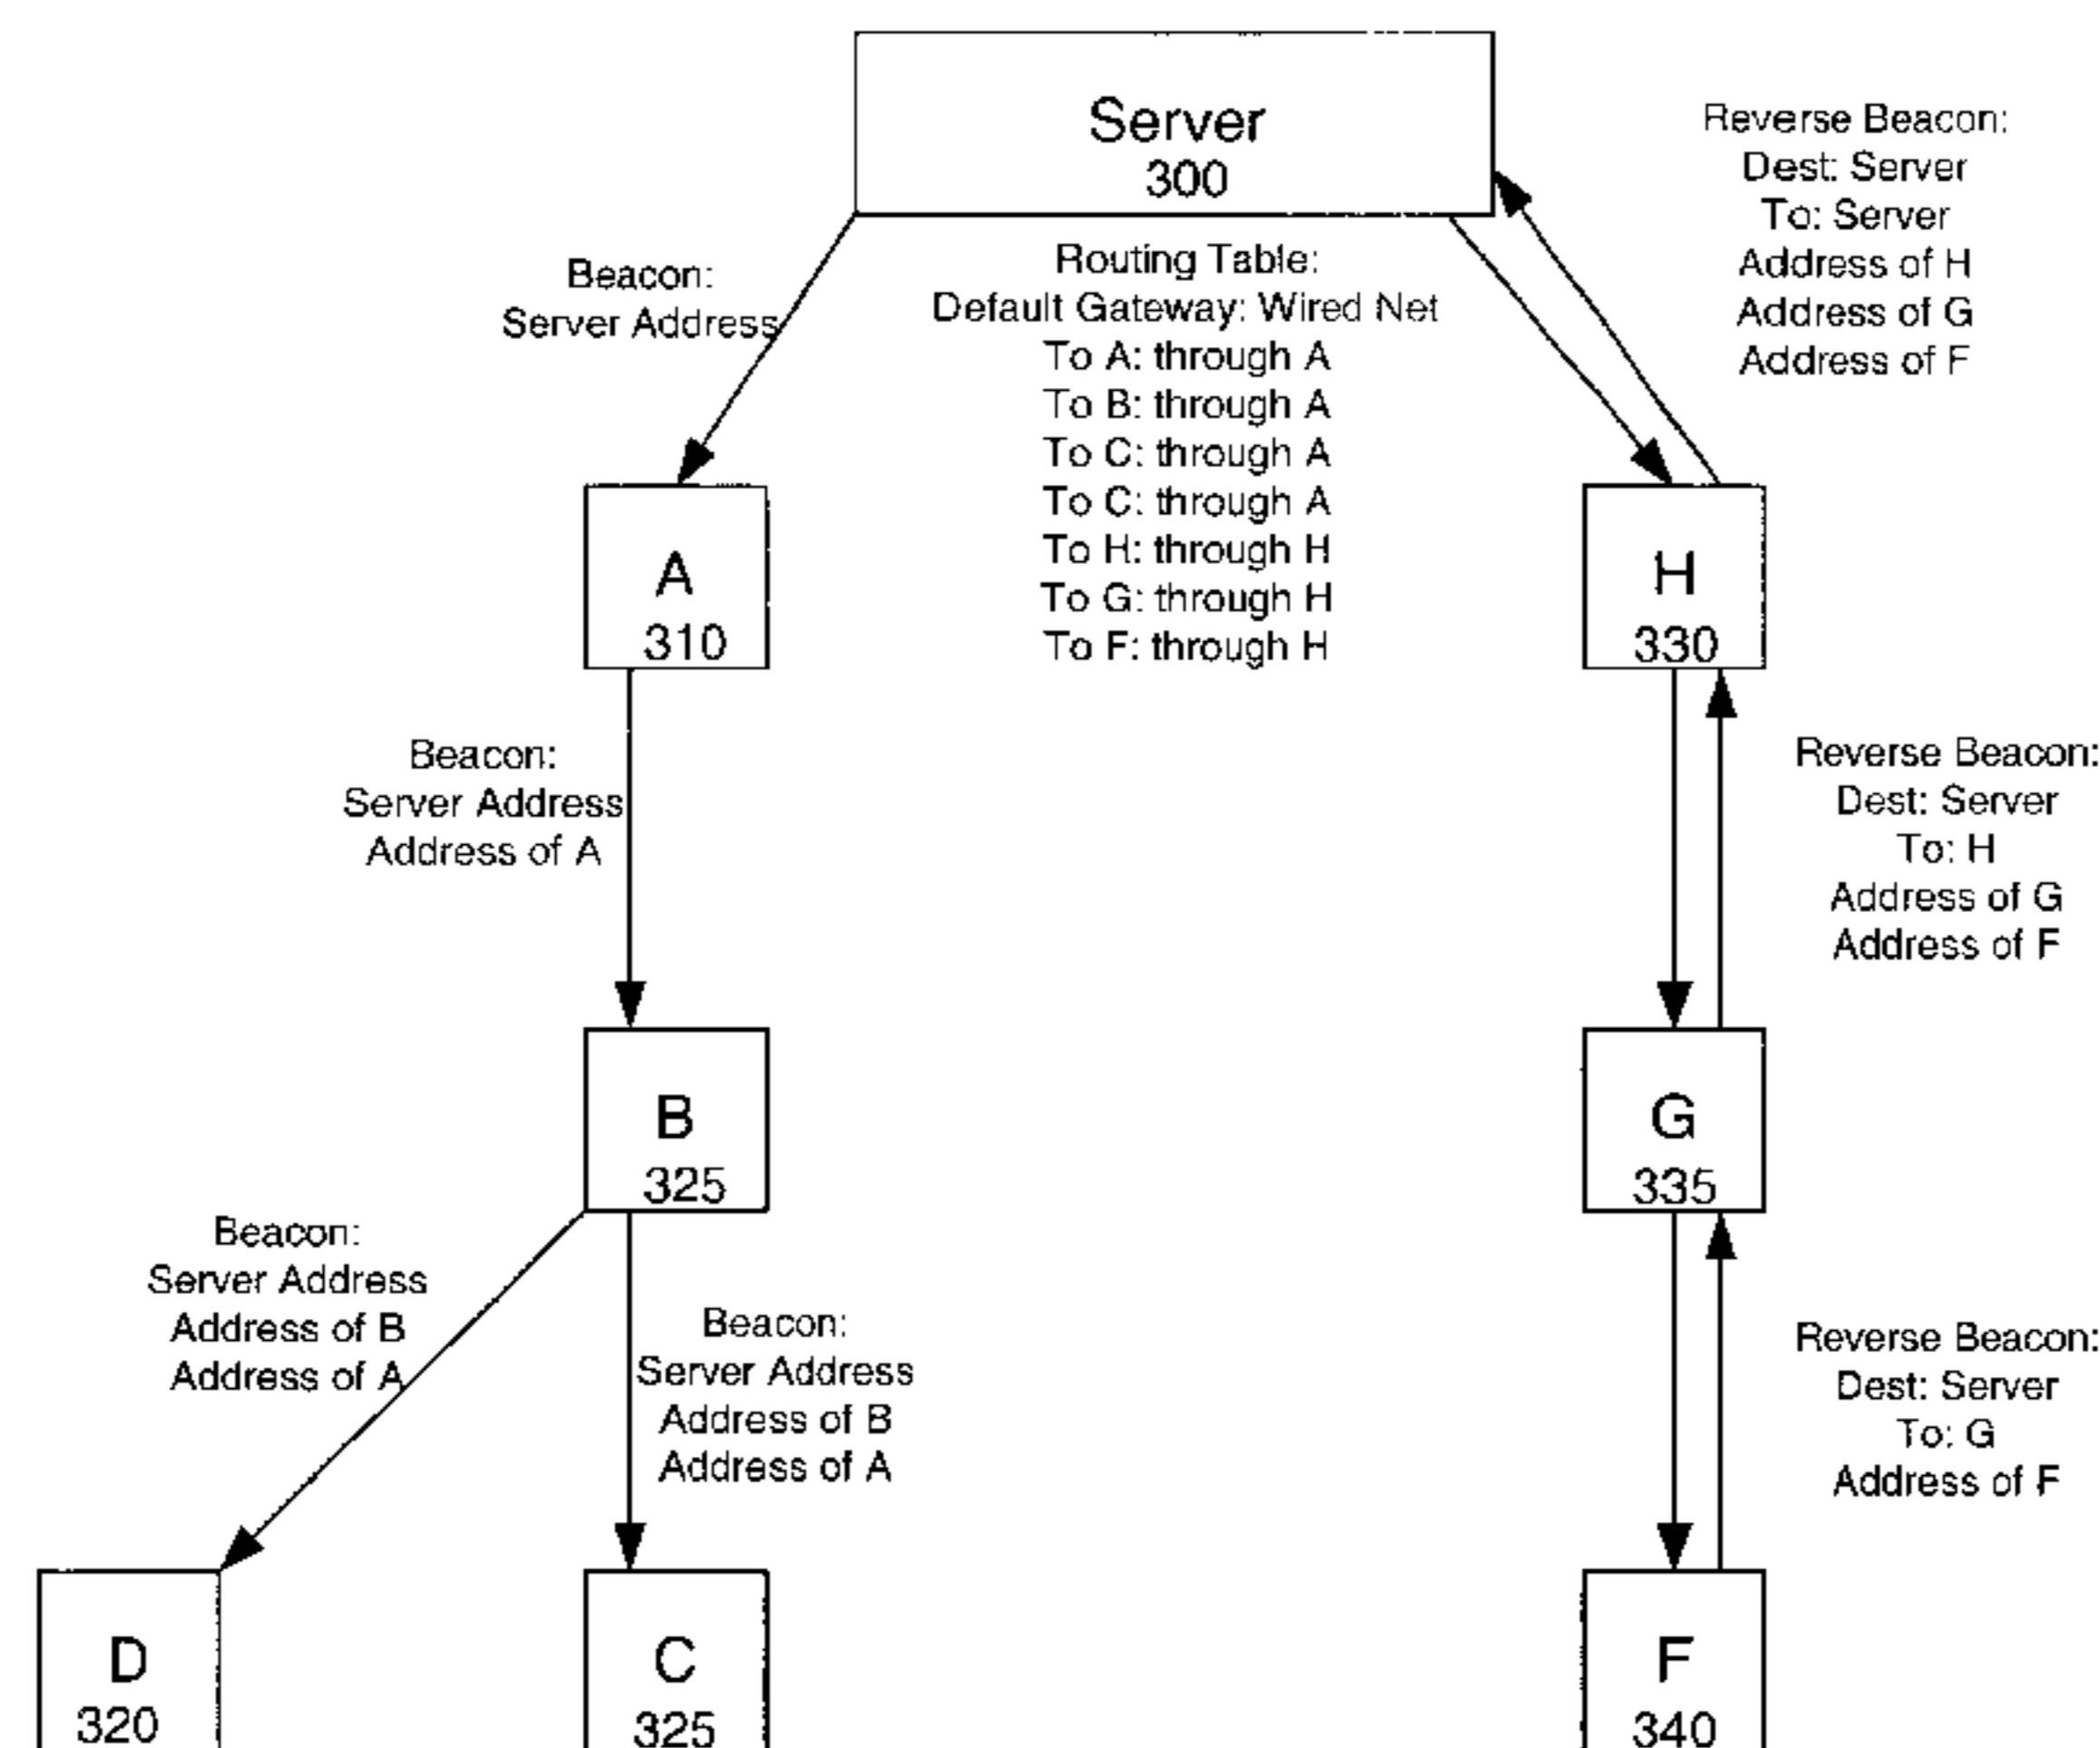 Server
300
Reverse Beacon:
Dest: Server
To: Server
Address of H
Address of G
Address of F
Beacon:
Server Address
Routing Table:
Default Gateway: Wired Net
To A: through A
To B: through A
To C: through A
To C: through A
To H: through H
To G: through H
To F: through H
A
310
H
330
Beacon:
Server Address
Address of A
Reverse Beacon:
Dest: Server
To: H
Address of G
Address of F
B
325
G
335
Beacon:
Server Address
Address of B
Address of A
Beacon:
Server Address
Address of B
Address of A
Reverse Beacon:
Dest: Server
To: G
Address of F
D
320
C
325
F
340